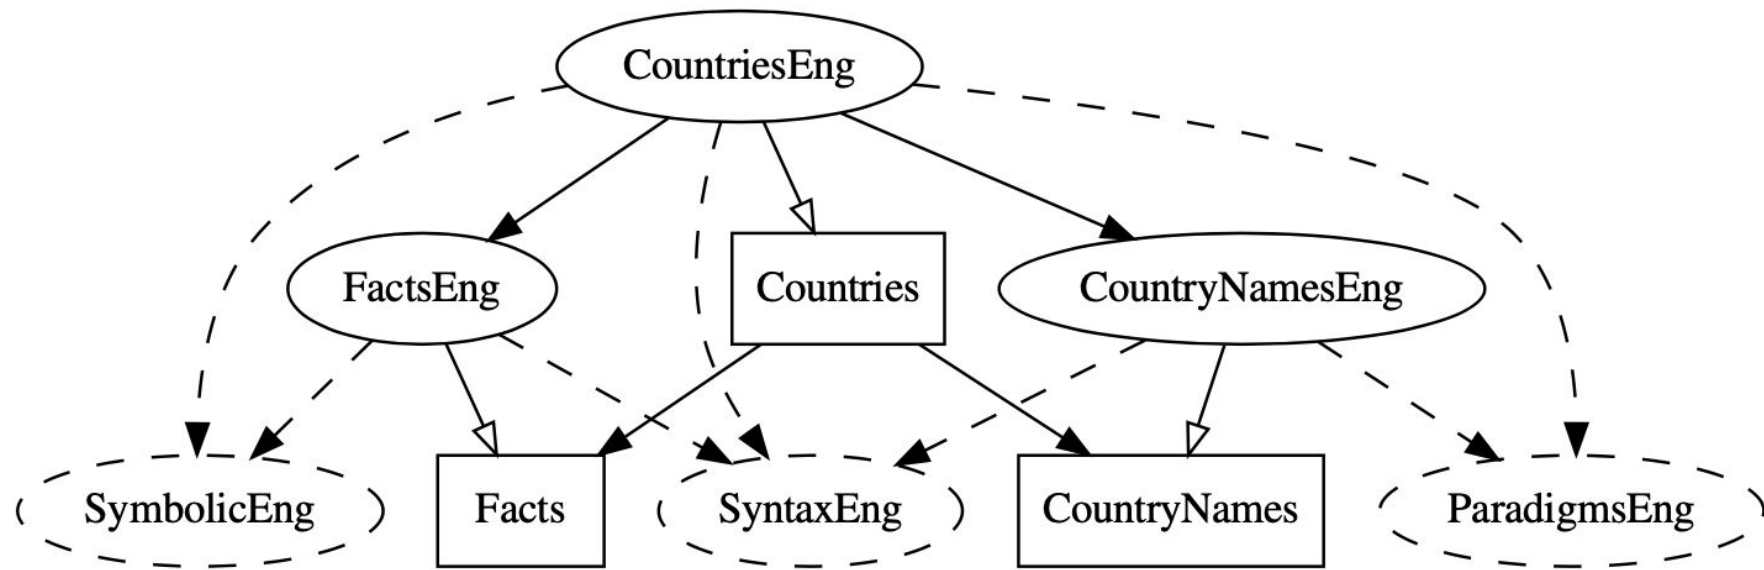 CountriesEng
FactsEng
Countries
CountryNamesEng
SymbolicEng
Facts
SyntaxEng
CountryNames
ParadigmsEng